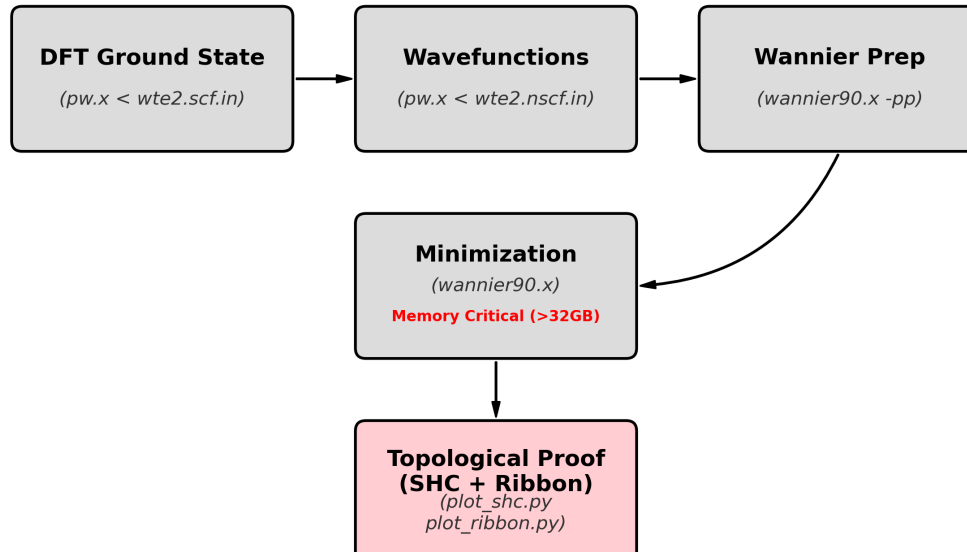 DFT Ground State
(pw.x < wte2.scf.in)
Wavefunctions
(pw.x < wte2.nscf.in)
Wannier Prep
(wannier90.x -pp)
Minimization
(wannier90.x)
Memory Critical (>32GB)
Topological Proof
(SHC + Ribbon)
(plot_shc.py
plot_ribbon.py)